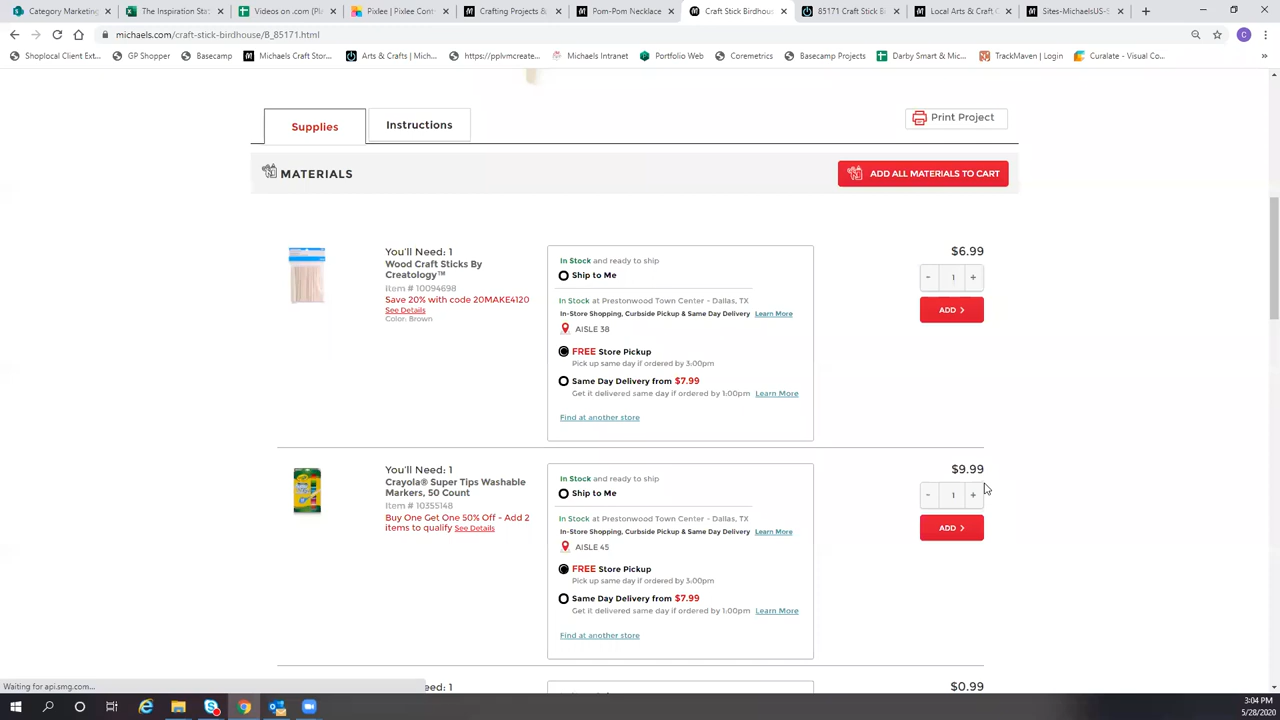 Category Marketing
The Inspiration Sto
Videos on .com (Pl
Pixlee Pixlee Cont
Crafting Projects &
Pom-Pom Necklace
Craft Stick Birdhou
85171 Craft Stick B
Local Arts & Craft
Sites-MichaelsUS-S
michaels.com/craft-stick-birdhouse/B_85171.html
Shoplocal Client Ext...
GP Shopper
Basecamp
Michaels Craft Stor...
Arts & Crafts | Mich...
https://pplvmcreate...
Michaels Intranet
Portfolio Web
Coremetrics
Basecamp Projects
Darby Smart & Mic...
TrackMaven | Login
Curalate - Visual Co...
»
Supplies
Instructions
Print Project
MATERIALS
ADD ALL MATERIALS TO CART
You'll Need: 1
Wood Craft Sticks By
Creatology™
Item # 10094698
Save 20% with code 20MAKE4120
See Details
Color: Brown
In Stock and ready to ship
Ship to Me
In Stock at Prestonwood Town Center - Dallas, TX
In-Store Shopping, Curbside Pickup & Same Day Delivery Learn More
AISLE 38
FREE Store Pickup
Pick up same day if ordered by 3:00pm
Same Day Delivery from $7.99
Get it delivered same day if ordered by 1:00pm Learn More
Find at another store
$6.99
- 1 +
ADD >
You'll Need: 1
Crayola® Super Tips Washable
Markers, 50 Count
Item # 10355148
Buy One Get One 50% Off - Add 2
items to qualify See Details
In Stock and ready to ship
Ship to Me
In Stock at Prestonwood Town Center - Dallas, TX
In-Store Shopping, Curbside Pickup & Same Day Delivery Learn More
AISLE 45
FREE Store Pickup
Pick up same day if ordered by 3:00pm
Same Day Delivery from $7.99
Get it delivered same day if ordered by 1:00pm Learn More
Find at another store
$9.99
- 1 +
ADD >
eed: 1
$0.99
Waiting for api.smg.com...
3:04 PM
5/28/2020